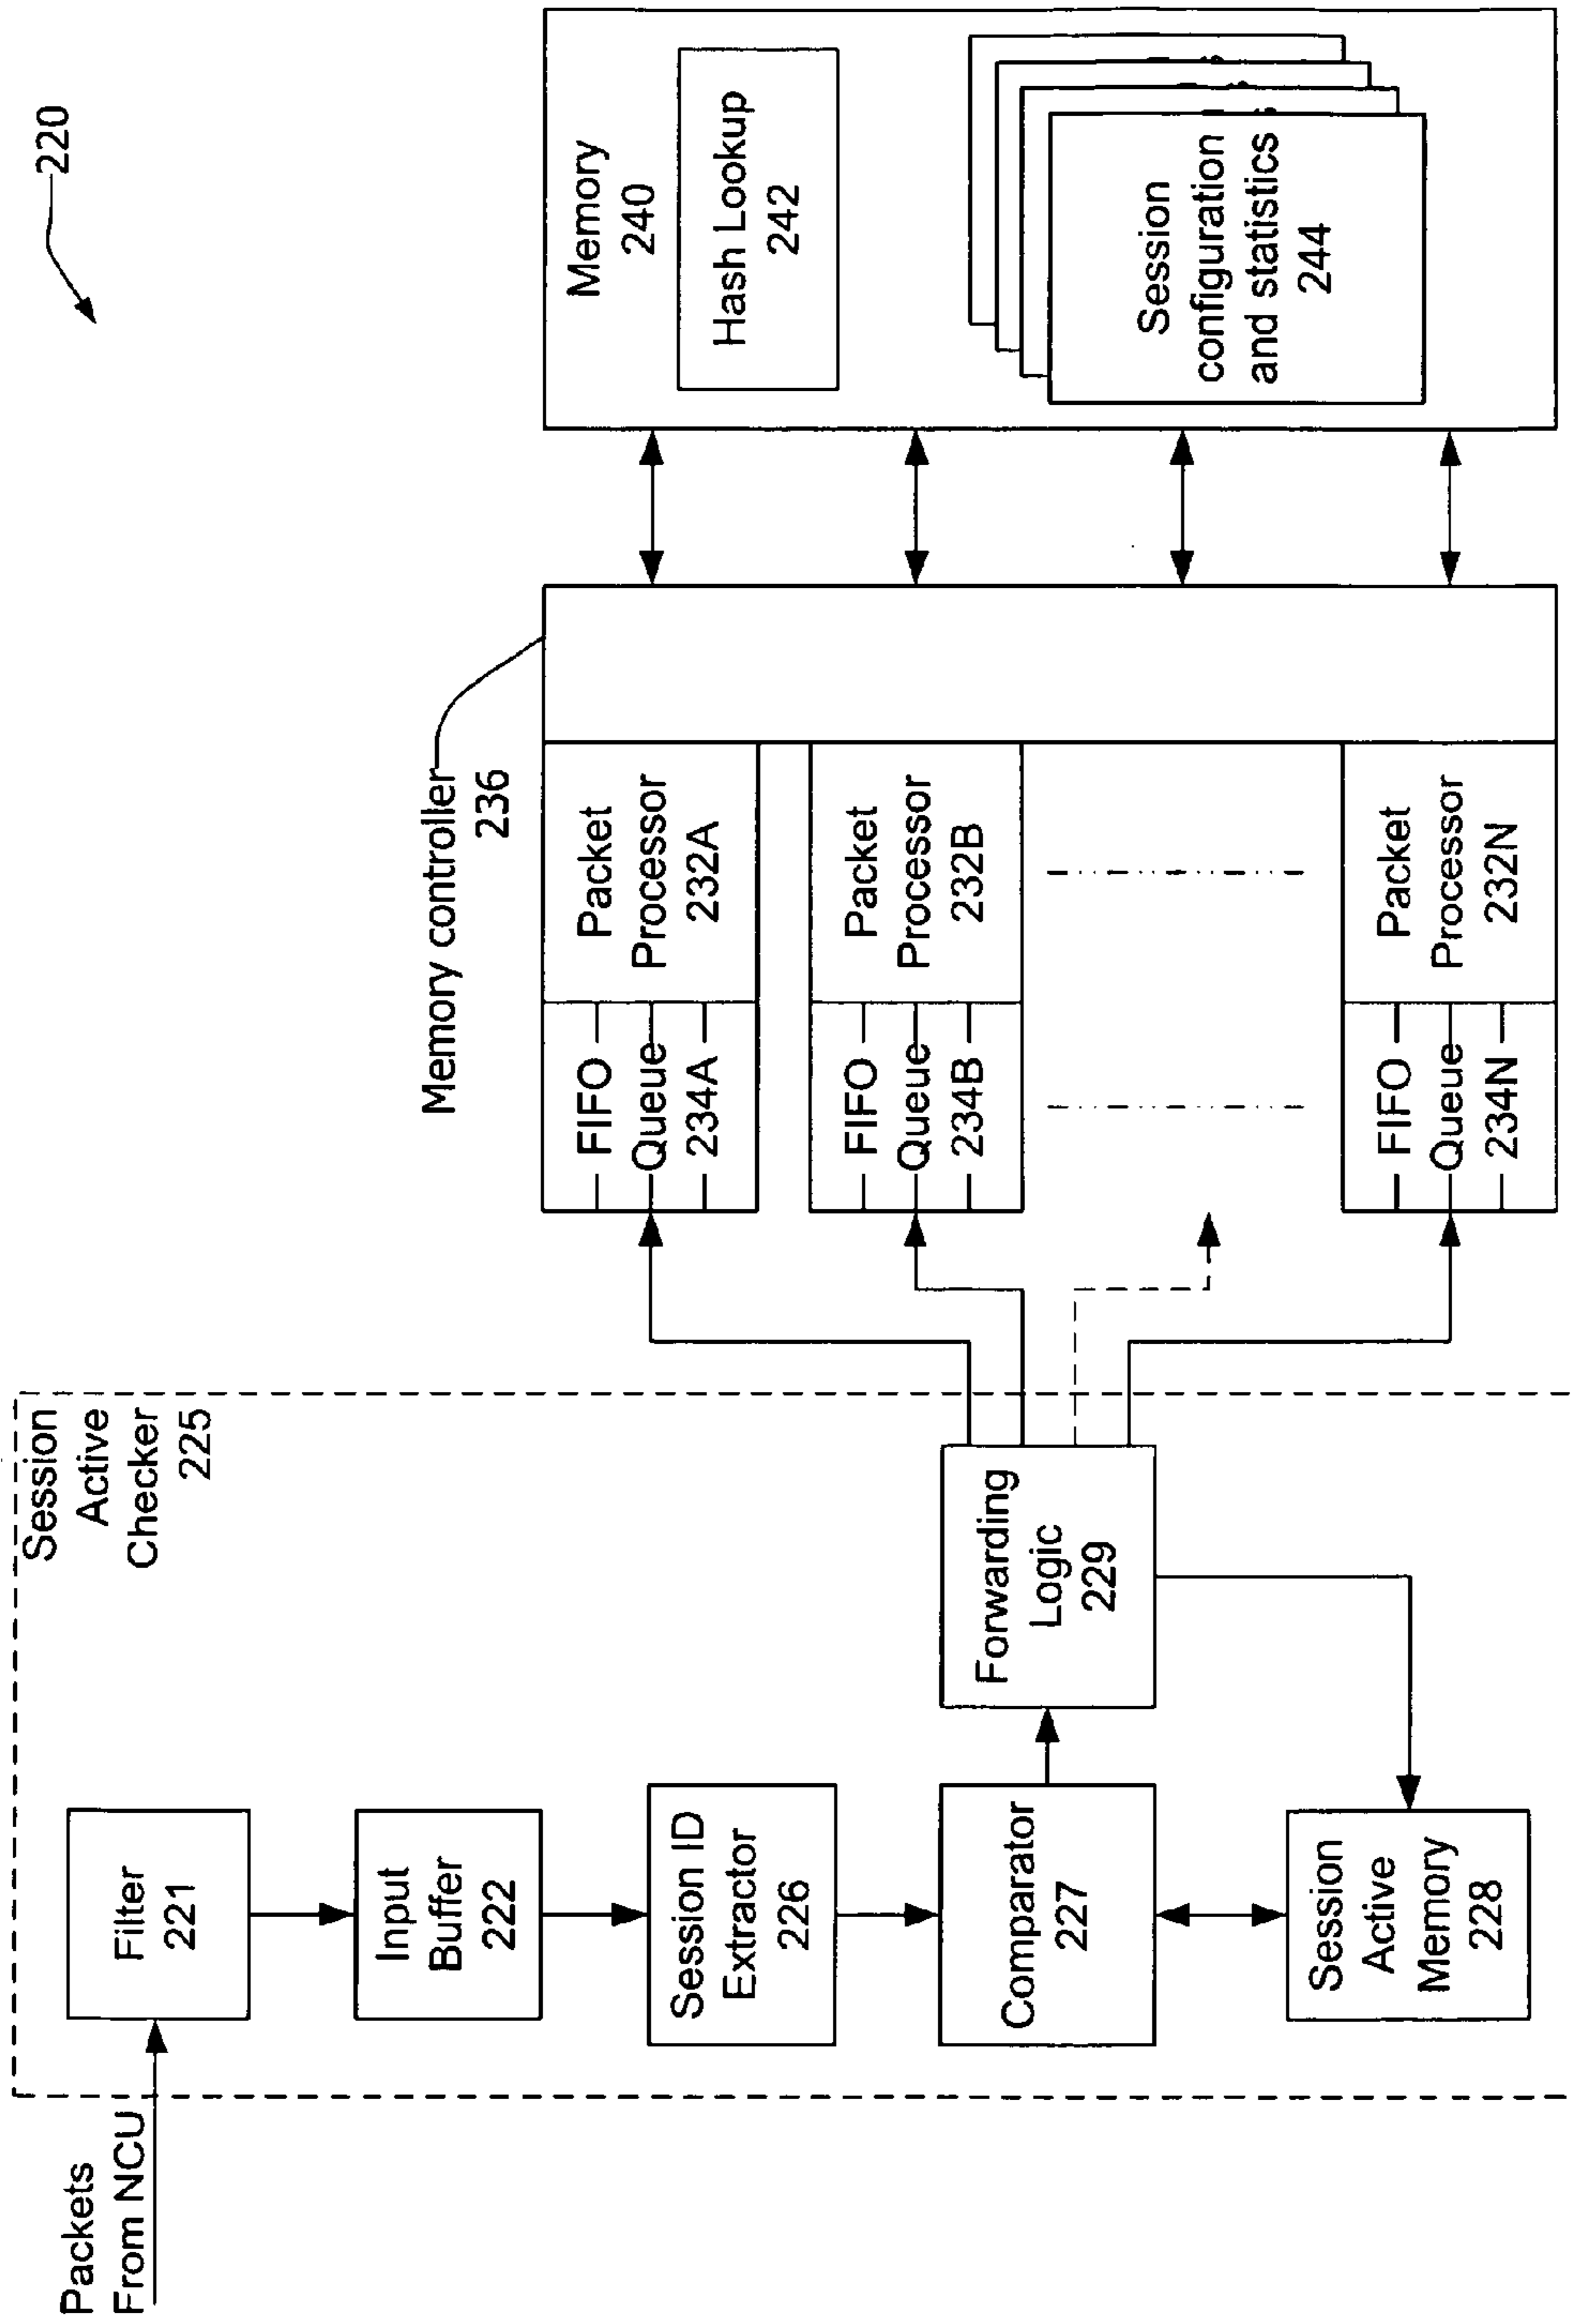 220
Packets
From NCU
Session
Active
Checker
225
Filter
221
Input
Buffer
222
Session ID
Extractor
226
Comparator
227
Session
Active
Memory
228
Forwarding
Logic
229
Memory controller
236
FIFO
Queue
234A
Packet
Processor
232A
FIFO
Queue
234B
Packet
Processor
232B
FIFO
Queue
234N
Packet
Processor
232N
Memory
240
Hash Lookup
242
Session
configuration
and statistics
244